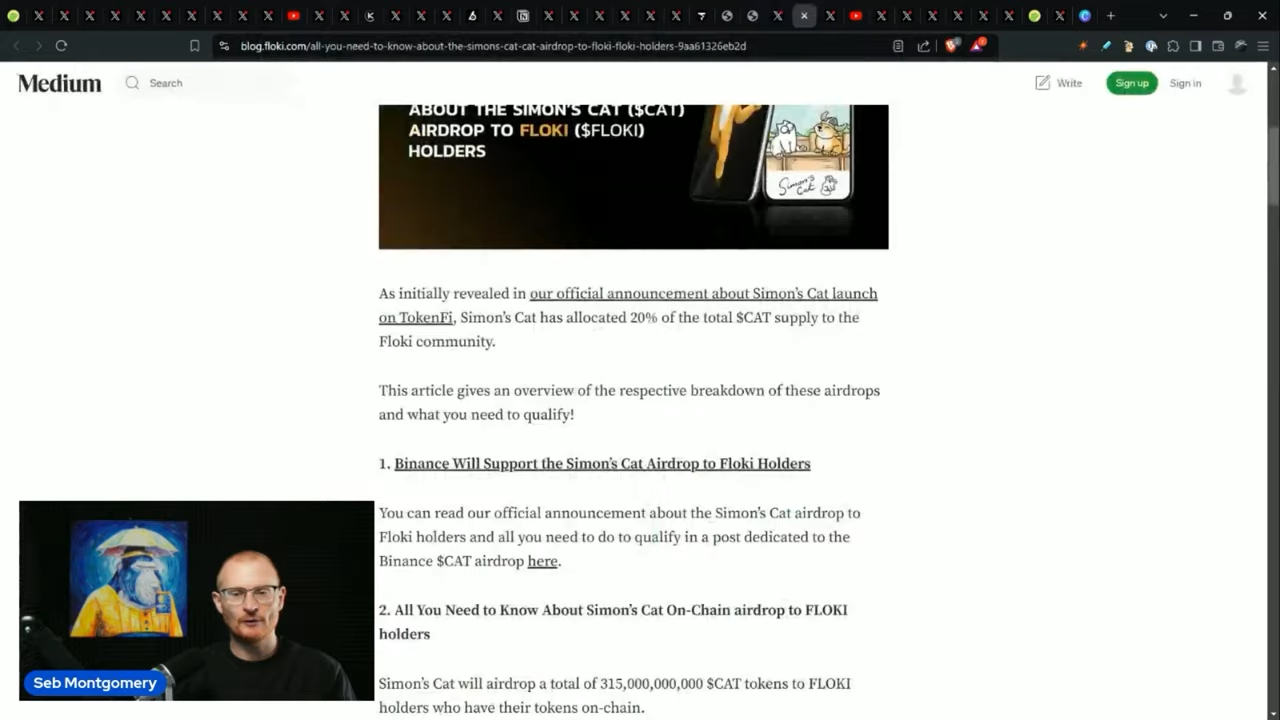 blog.floki.com/all-you-need-to-know-about-the-simons-cat-cat-airdrop-to-floki-floki-holders-9aa61326eb2d
Medium
Search
Write
Sign up
Sign in
ABOUT THE SIMON'S CAT ($CAT)
AIRDROP TO FLOKI ($FLOKI)
HOLDERS
Simon's Cat
As initially revealed in our official announcement about Simon's Cat launch
on TokenFi, Simon's Cat has allocated 20% of the total $CAT supply to the
Floki community.
This article gives an overview of the respective breakdown of these airdrops
and what you need to qualify!
1. Binance Will Support the Simon's Cat Airdrop to Floki Holders
You can read our official announcement about the Simon's Cat airdrop to
Floki holders and all you need to do to qualify in a post dedicated to the
Binance $CAT airdrop here.
2. All You Need to Know About Simon's Cat On-Chain airdrop to FLOKI
holders
Simon's Cat will airdrop a total of 315,000,000,000 $CAT tokens to FLOKI
holders who have their tokens on-chain.
Seb Montgomery